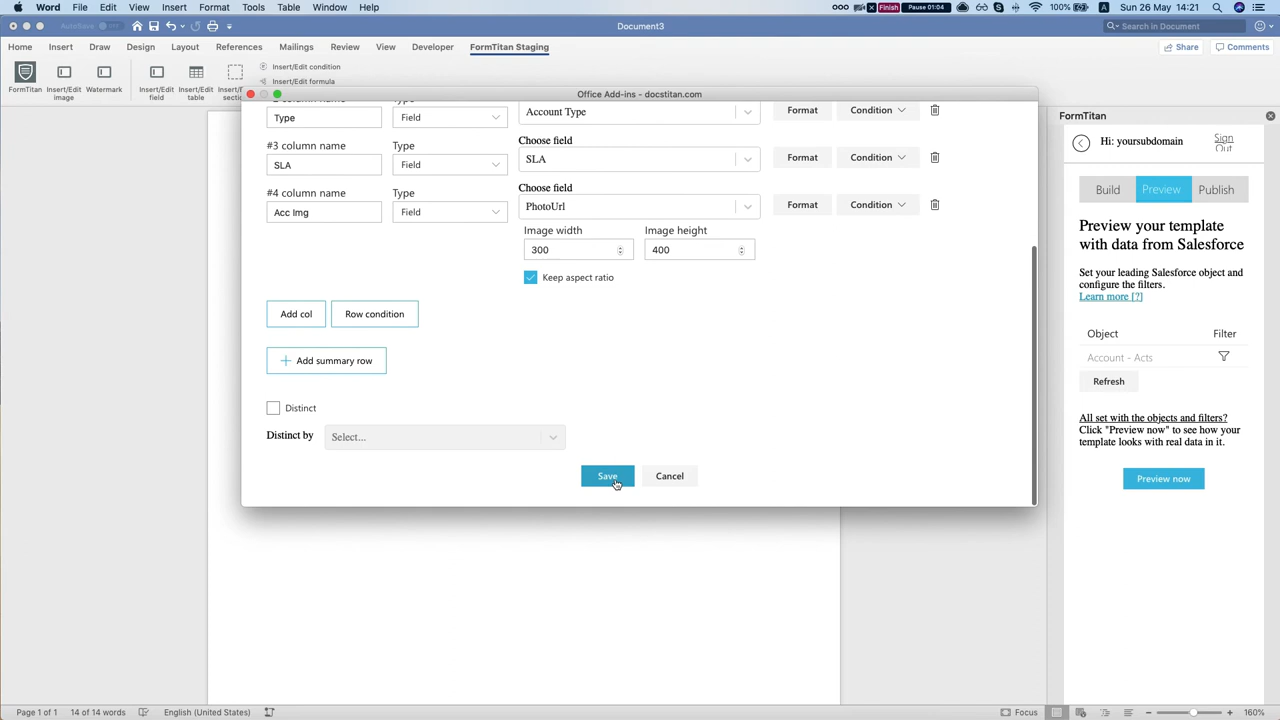 Word File Edit View Insert Format Tools Table Window Help Finish Pause 01:04 100% A Sun 26 May 14:21
AutoSave Document3 Search in Document
Home Insert Draw Design Layout References Mailings Review View Developer FormTitan Staging Share Comments
FormTitan
Insert/Edit
image
Watermark
Insert/Edit
field
Insert/Edit
table
Insert/Edit condition
Insert/Edit formula
Office Add-ins - docstitan.com
Type Field Account Type Format Condition
#3 column name Type Choose field
SLA Field SLA Format Condition
#4 column name Type Choose field
Acc Img Field PhotoUrl Format Condition
Image width Image height
300 400
Keep aspect ratio
Add col Row condition
Add summary row
Distinct
Distinct by Select...
Save Cancel
FormTitan
Hi: yoursubdomain Sign
Out
Build Preview Publish
Preview your template
with data from Salesforce
Set your leading Salesforce object and
configure the filters.
Learn more [?]
Object Filter
Account - Acts
Refresh
All set with the objects and filters?
Click "Preview now" to see how your
template looks with real data in it.
Preview now
Page 1 of 1 14 of 14 words English (United States) Focus 160%